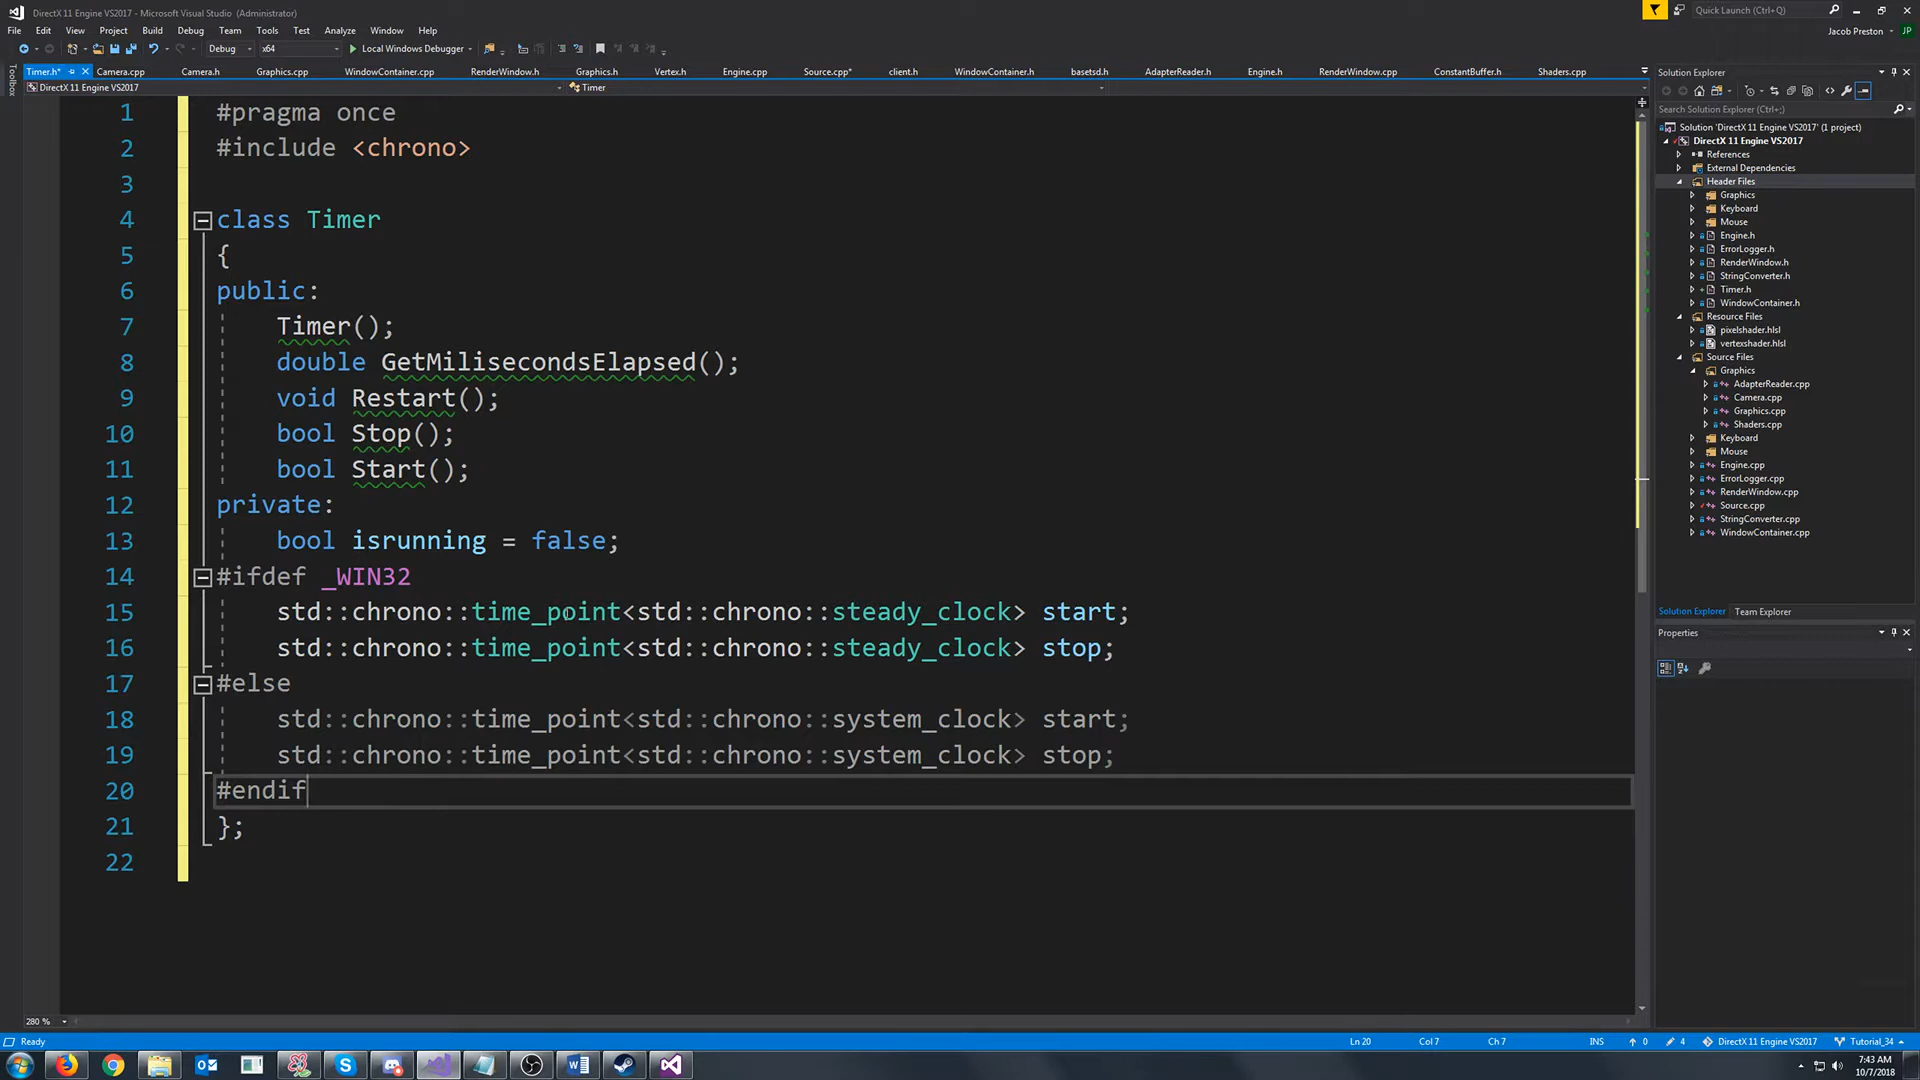 DirectX 11 Engine VS2017 - Microsoft Visual Studio (Administrator)
Quick Launch (Ctrl+Q)
File Edit View Project Build Debug Team Tools Test Analyze Window Help
Jacob Preston JP
Debug x64 Local Windows Debugger
Toolbox
Timer.h* Camera.cpp Camera.h Graphics.cpp WindowContainer.cpp RenderWindow.h Graphics.h Vertex.h Engine.cpp Source.cpp* client.h WindowContainer.h basetsd.h AdapterReader.h Engine.h RenderWindow.cpp ConstantBuffer.h Shaders.cpp
DirectX 11 Engine VS2017 Timer
1 #pragma once
2 #include <chrono>
3
4 class Timer
5 {
6 public:
7 Timer();
8 double GetMilisecondsElapsed();
9 void Restart();
10 bool Stop();
11 bool Start();
12 private:
13 bool isrunning = false;
14 #ifdef _WIN32
15 std::chrono::time_point<std::chrono::steady_clock> start;
16 std::chrono::time_point<std::chrono::steady_clock> stop;
17 #else
18 std::chrono::time_point<std::chrono::system_clock> start;
19 std::chrono::time_point<std::chrono::system_clock> stop;
20 #endif
21 };
22
280 %
Solution Explorer
Search Solution Explorer (Ctrl+;)
Solution 'DirectX 11 Engine VS2017' (1 project)
DirectX 11 Engine VS2017
References
External Dependencies
Header Files
Graphics
Keyboard
Mouse
Engine.h
ErrorLogger.h
RenderWindow.h
StringConverter.h
Timer.h
WindowContainer.h
Resource Files
pixelshader.hlsl
vertexshader.hlsl
Source Files
Graphics
AdapterReader.cpp
Camera.cpp
Graphics.cpp
Shaders.cpp
Keyboard
Mouse
Engine.cpp
ErrorLogger.cpp
RenderWindow.cpp
Source.cpp
StringConverter.cpp
WindowContainer.cpp
Solution Explorer Team Explorer
Properties
Ready Ln 20 Col 7 Ch 7 INS 0 4 DirectX 11 Engine VS2017 Tutorial_34
7:43 AM
10/7/2018